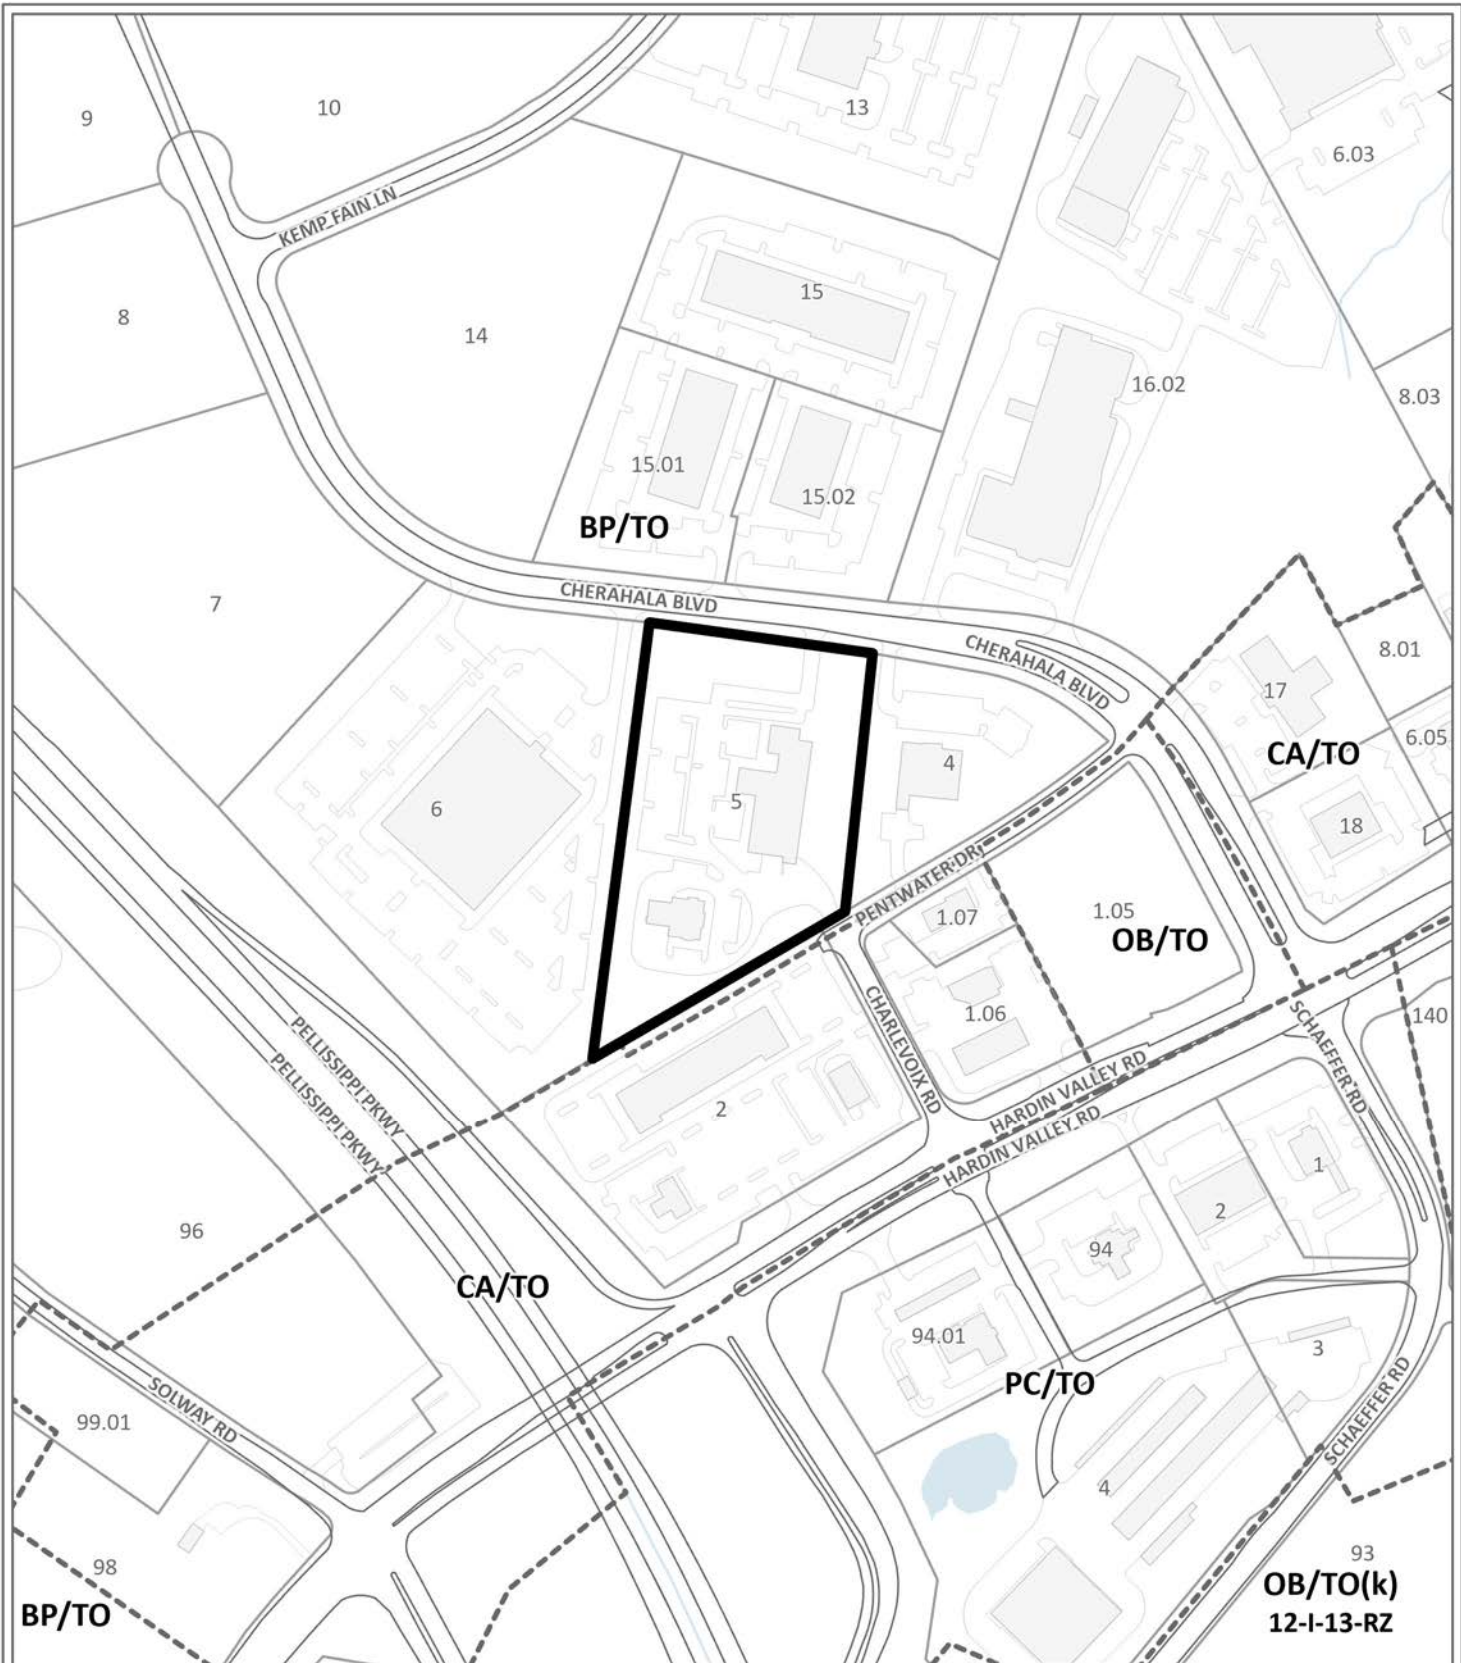 9
10
13
6.03
KEMP FAIN LN
8
14
15
16.02
8.03
15.01
15.02
BP/TO
7
CHERAHALA BLVD
CHERAHALA BLVD
8.01
17
6.05
CA/TO
4
6
5
18
PENTWATER DR
1.07
1.05
OB/TO
1.06
CHARLEVOIX RD
SCHAEFFER RD
140
PELLISSIPPI PKWY
PELLISSIPPI PKWY
HARDIN VALLEY RD
HARDIN VALLEY RD
2
1
2
96
94
CA/TO
94.01
3
PC/TO
SOLWAY RD
99.01
SCHAEFFER RD
4
98
93
BP/TO
OB/TO(k)
12-I-13-RZ